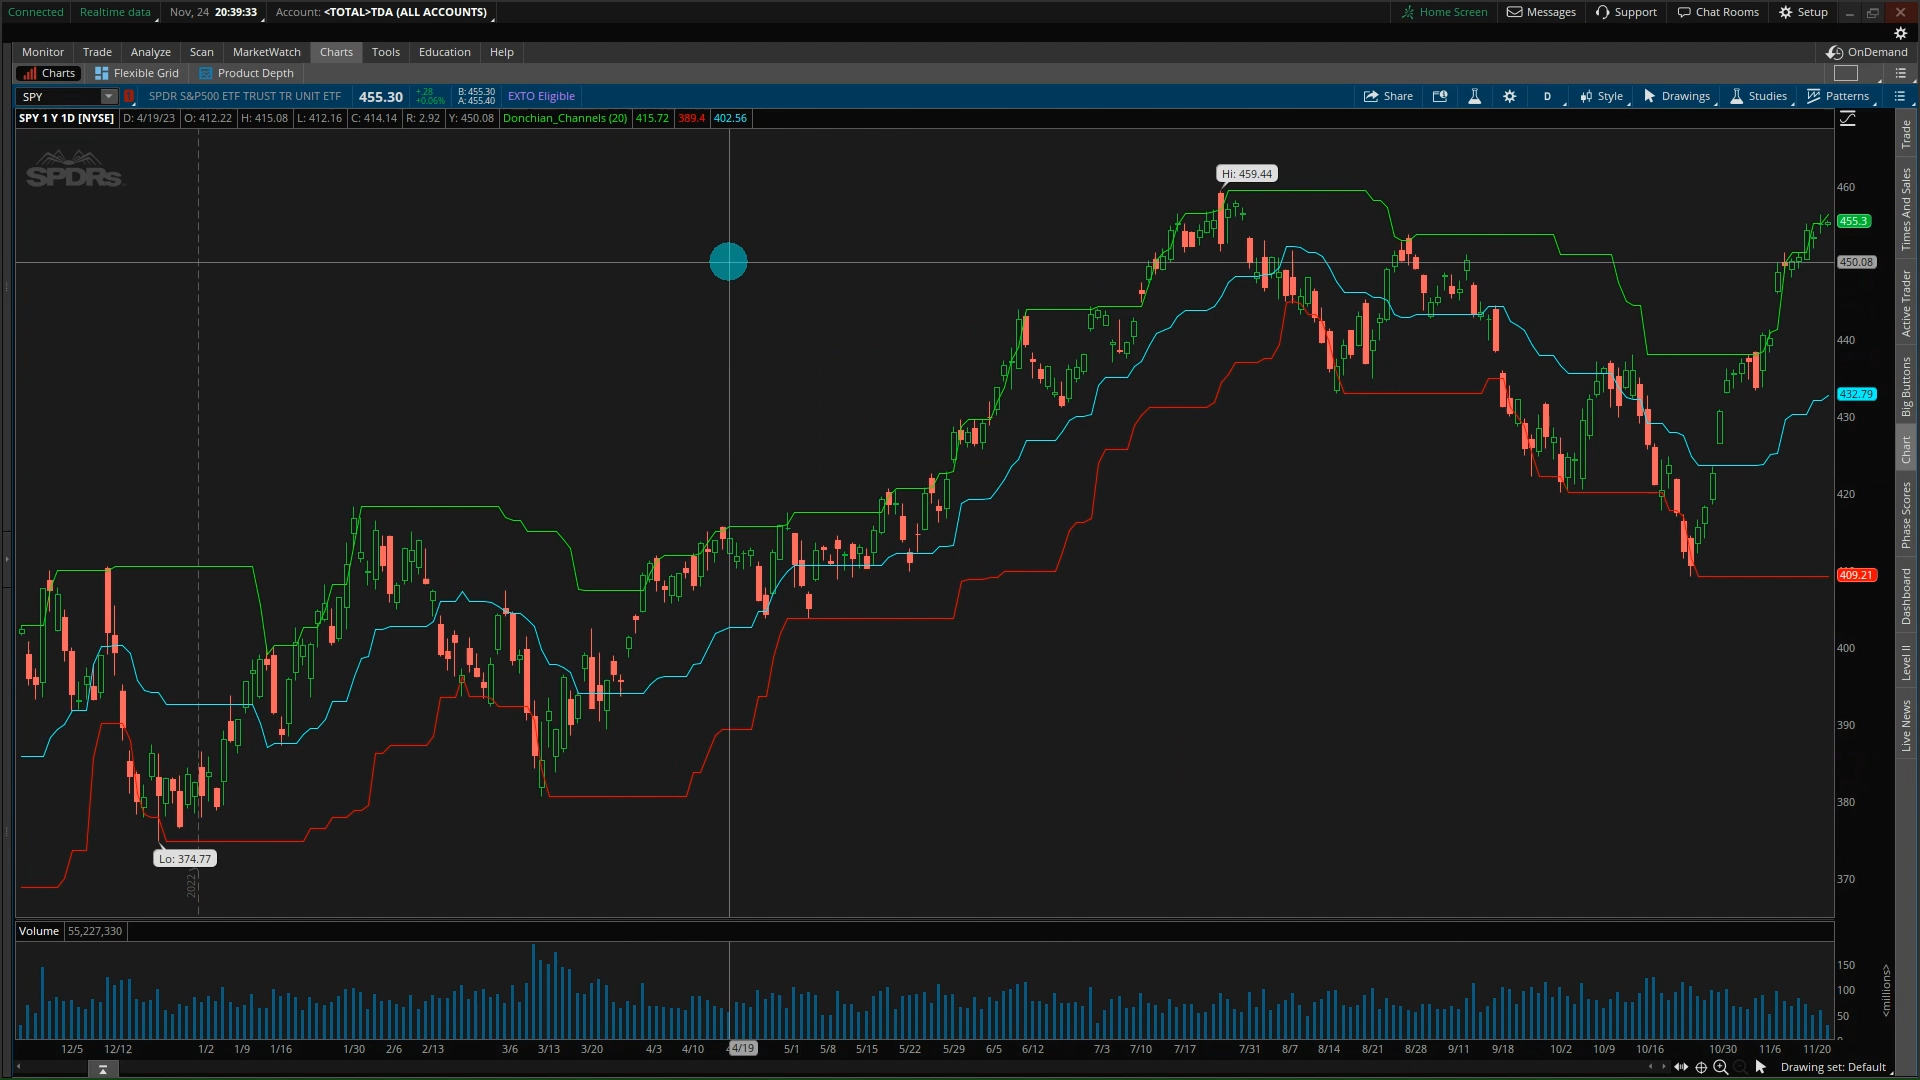 Connected Realtime data Nov, 24 20:39:33 Account: <TOTAL>TDA (ALL ACCOUNTS) Home Screen Messages Support Chat Rooms Setup
Monitor Trade Analyze Scan MarketWatch Charts Tools Education Help OnDemand
Charts Flexible Grid Product Depth
SPY 1 SPDR S&P500 ETF TRUST TR UNIT ETF 455.30 +.28 +0.06% B: 455.30 A: 455.40 EXTO Eligible Share D Style Drawings Studies Patterns
SPY 1 Y 1D [NYSE] D: 4/19/23 O: 412.22 H: 415.08 L: 412.16 C: 414.14 R: 2.92 Y: 450.08 Donchian_Channels (20) 415.72 389.4 402.56
SPDRs
Hi: 459.44
Lo: 374.77
2022
460
455.3
450.08
440
432.79
430
420
409.21
400
390
380
370
Trade
Times And Sales
Active Trader
Big Buttons
Chart
Phase Scores
Dashboard
Level II
Live News
Volume 55,227,330
150
100
50
<millions>
12/5 12/12 1/2 1/9 1/16 1/30 2/6 2/13 3/6 3/13 3/20 4/3 4/10 4/19 5/1 5/8 5/15 5/22 5/29 6/5 6/12 7/3 7/10 7/17 7/31 8/7 8/14 8/21 8/28 9/11 9/18 10/2 10/9 10/16 10/30 11/6 11/20
Drawing set: Default